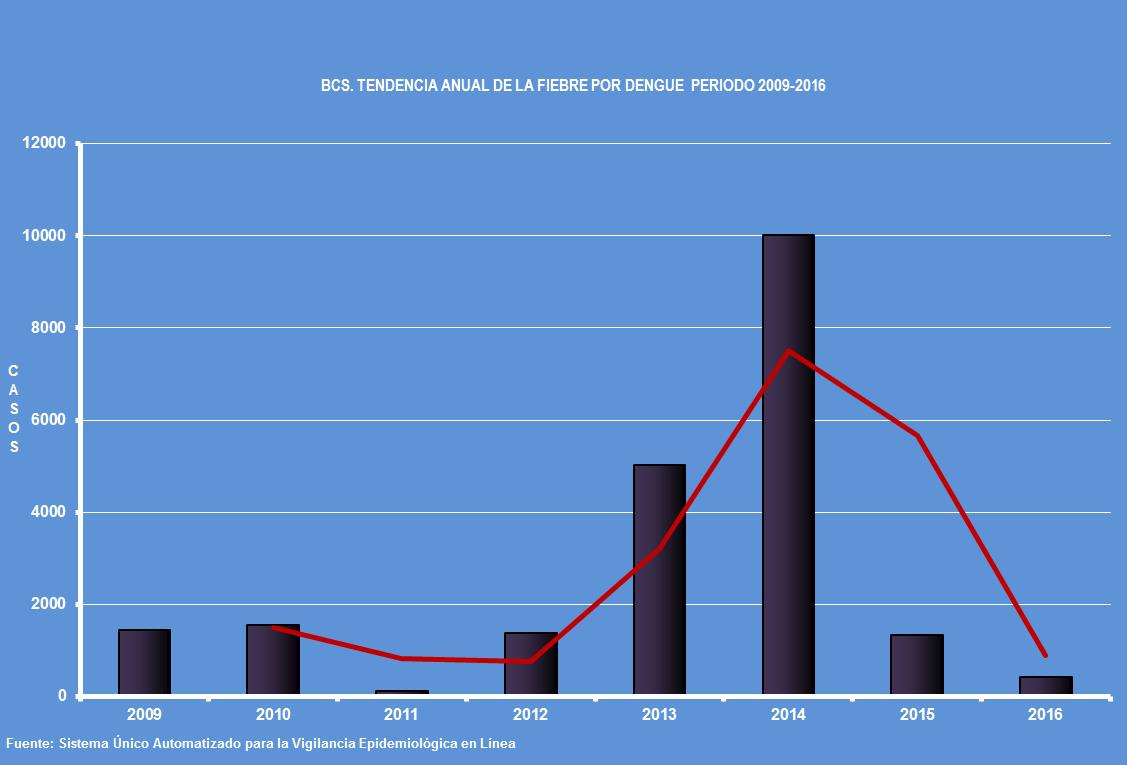 BCS. TENDENCIA ANUAL DE LA FIEBRE POR DENGUE PERIODO 2009-2016
12000
10000
8000
6000
4000
2000
0
CASOS
2009 2010 2011 2012 2013 2014 2015 2016
Fuente: Sistema Único Automatizado para la Vigilancia Epidemiológica en Línea